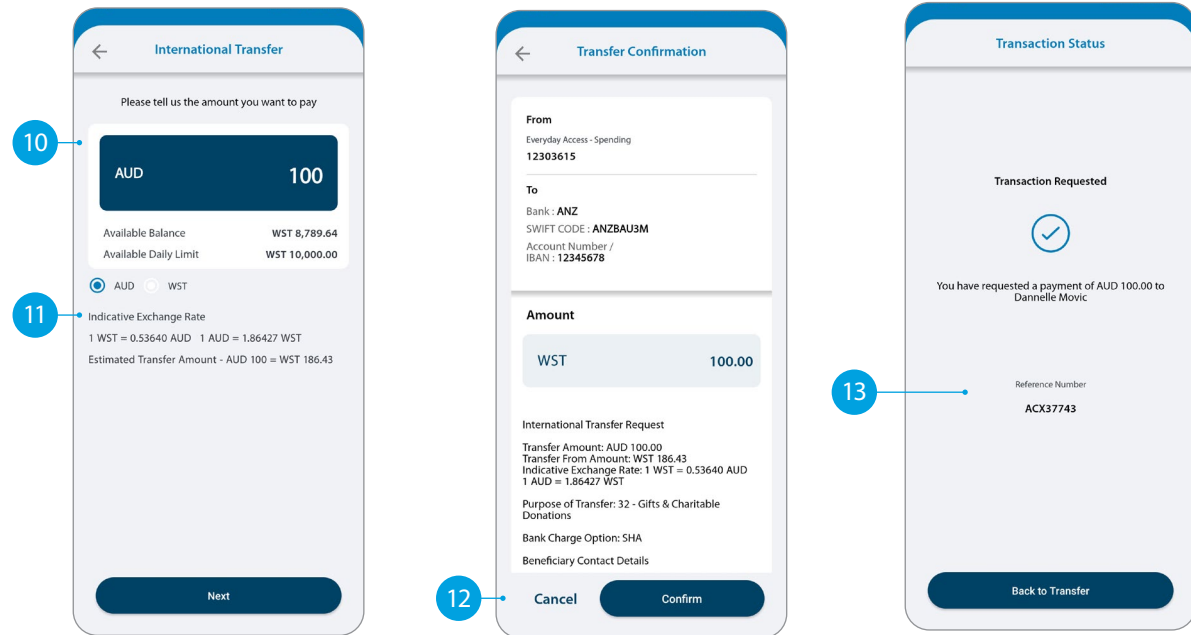 International Transfer
Please tell us the amount you want to pay
10
AUD 100
Available Balance WST 8,789.64
Available Daily Limit WST 10,000.00
AUD WST
11
Indicative Exchange Rate
1 WST = 0.53640 AUD 1 AUD = 1.86427 WST
Estimated Transfer Amount - AUD 100 = WST 186.43
Next
Transfer Confirmation
From
Everyday Access - Spending
12303615
To
Bank : ANZ
SWIFT CODE : ANZBAU3M
Account Number /
IBAN : 12345678
Amount
WST 100.00
International Transfer Request
Transfer Amount: AUD 100.00
Transfer From Amount: WST 186.43
Indicative Exchange Rate: 1 WST = 0.53640 AUD
1 AUD = 1.86427 WST
Purpose of Transfer: 32 - Gifts & Charitable
Donations
Bank Charge Option: SHA
Beneficiary Contact Details
12
Cancel Confirm
Transaction Status
Transaction Requested
You have requested a payment of AUD 100.00 to
Dannelle Movic
13
Reference Number
ACX37743
Back to Transfer